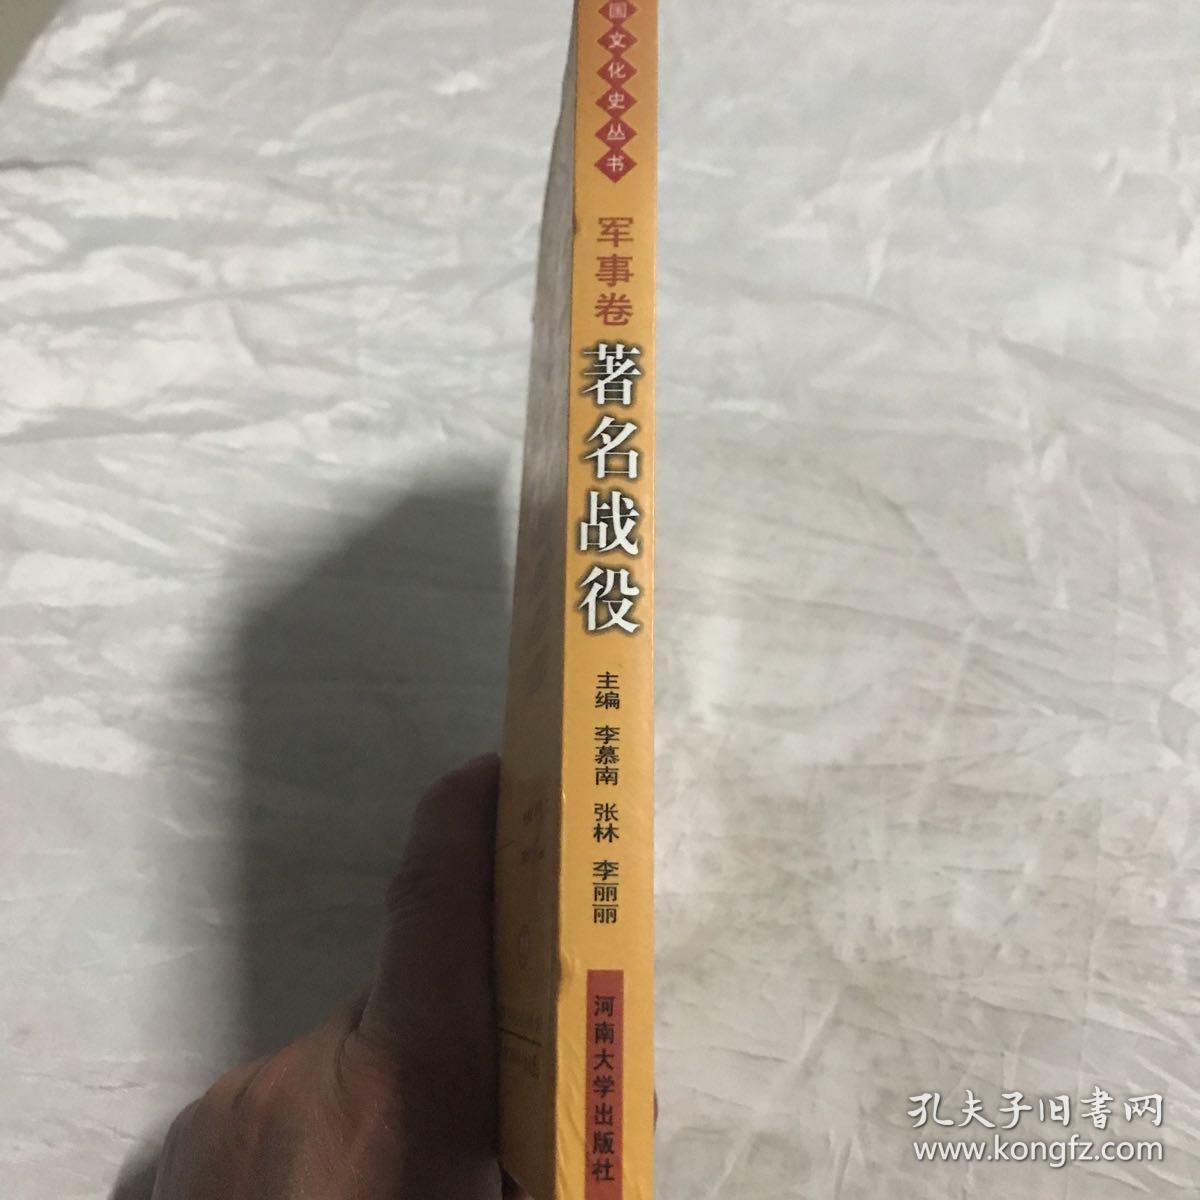 国文化史丛书
军事卷
著名战役
主编 李慕南 张林 李丽丽
河南大学出版社
孔夫子旧書网
www.kongfz.com